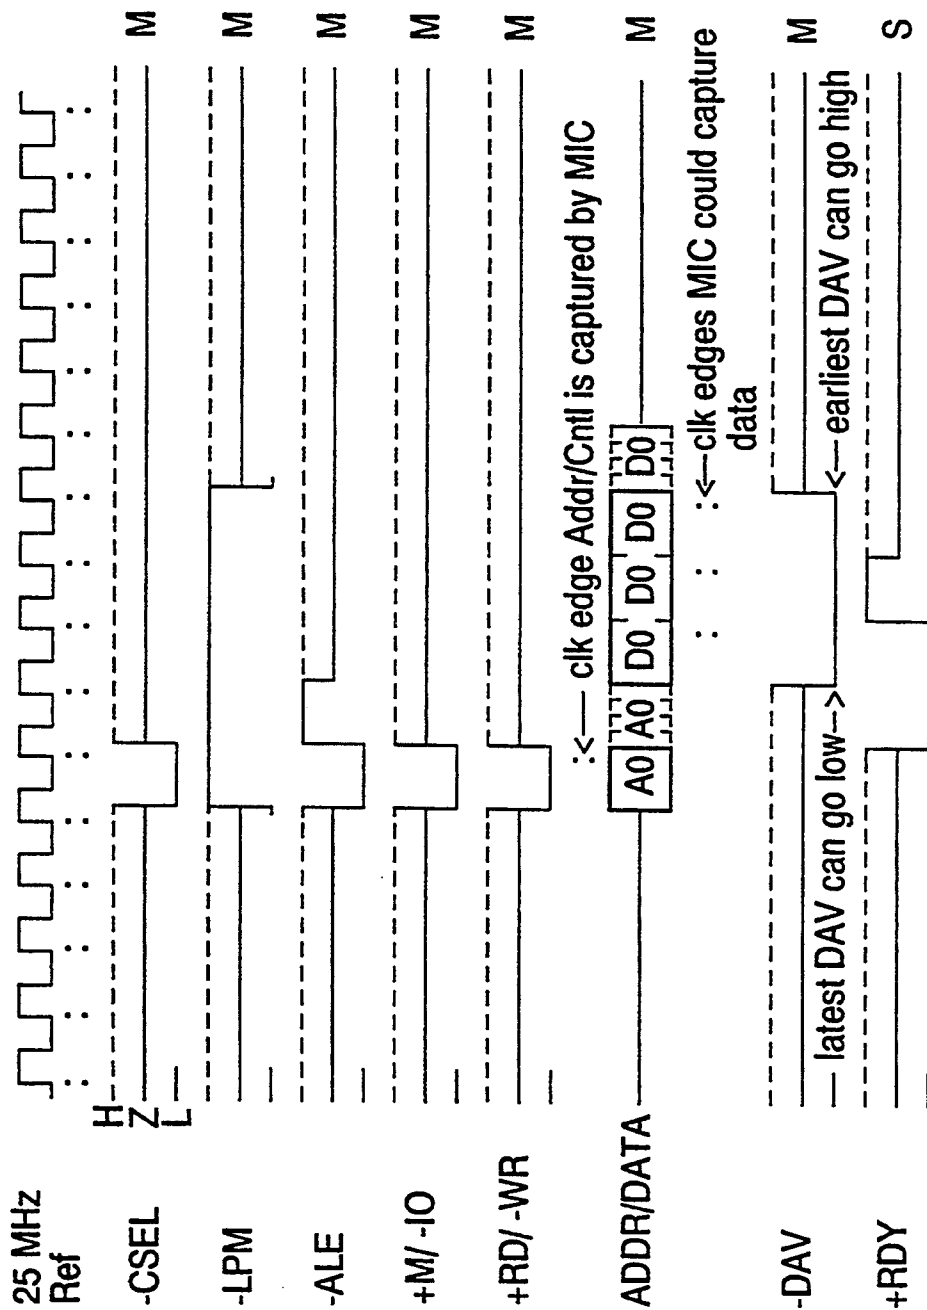 25 MHz
Ref
H
Z
L
-CSEL M
-LPM M
-ALE M
+M/ -IO M
+RD/ -WR M
:<— clk edge Addr/Cntl is captured by MIC
ADDR/DATA A0 A0 D0 D0 D0 D0 M
: : :<—clk edges MIC could capture
data
-DAV M
— latest DAV can go low—> <—earliest DAV can go high
+RDY S